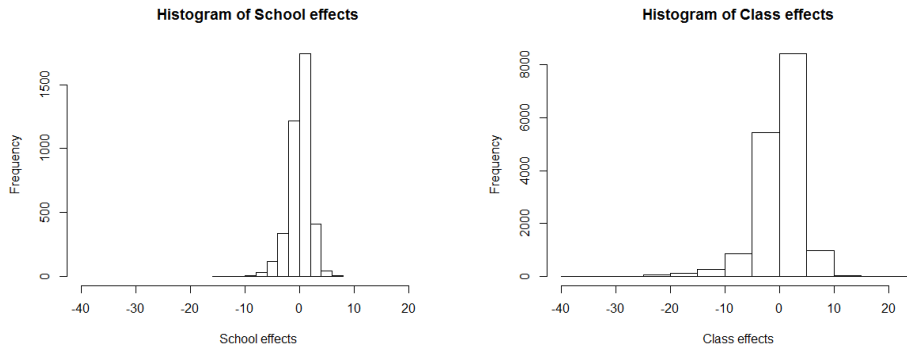 Histogram of School effects
Frequency
0
500
1000
1500
-40 -30 -20 -10 0 10 20
School effects
Histogram of Class effects
Frequency
0
2000
4000
6000
8000
-40 -30 -20 -10 0 10 20
Class effects